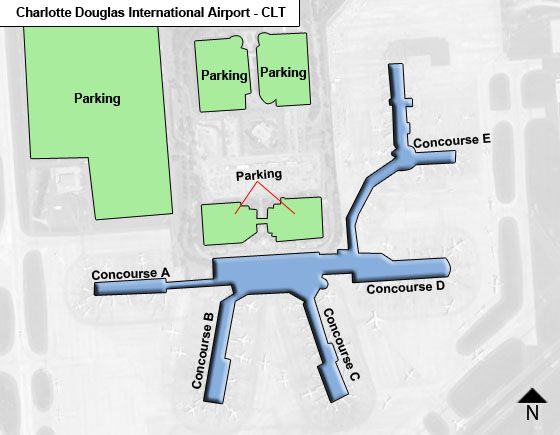 Charlotte Douglas International Airport - CLT
Parking
Parking
Parking
Concourse E
Parking
Concourse A
Concourse D
Concourse B
Concourse C
N